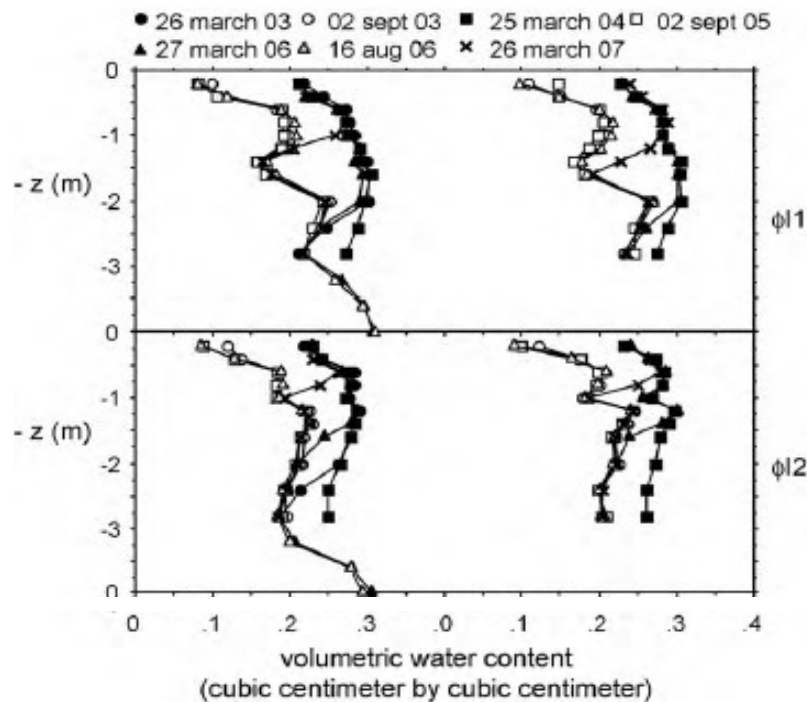 26 march 03 02 sept 03 25 march 04 02 sept 05
27 march 06 16 aug 06 26 march 07
-0
-1
- z (m)
-2
-3
0
ϕl1
-1
- z (m)
-2
-3
0
ϕl2
0 .1 .2 .3 0 .1 .2 .3 .4
volumetric water content
(cubic centimeter by cubic centimeter)